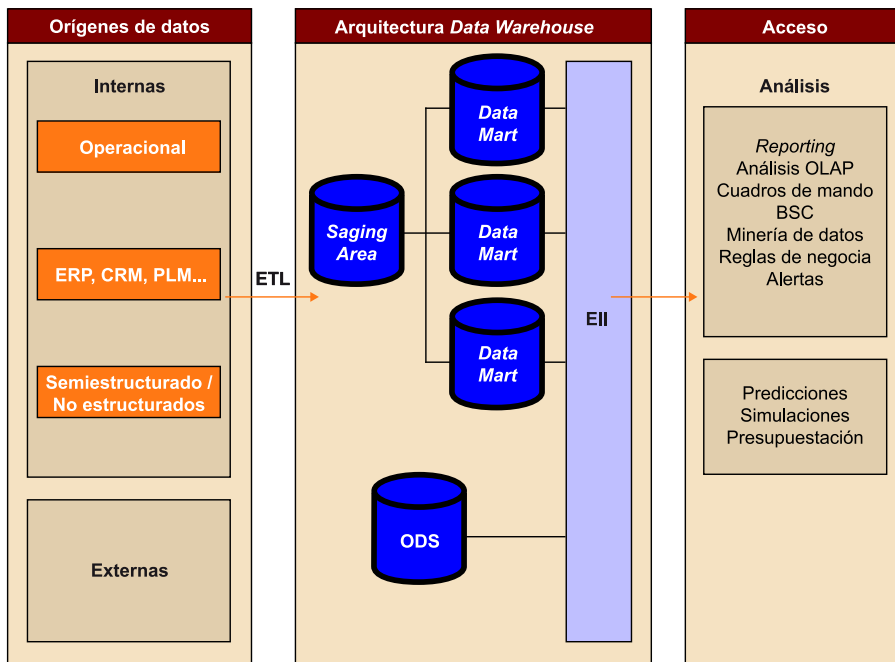 Orígenes de datos
Internas
Operacional
ERP, CRM, PLM...
Semiestructurado /
No estructurados
Externas
ETL
Arquitectura Data Warehouse
Saging
Area
Data
Mart
Data
Mart
Data
Mart
ODS
EII
Acceso
Análisis
Reporting
Análisis OLAP
Cuadros de mando
BSC
Minería de datos
Reglas de negocia
Alertas
Predicciones
Simulaciones
Presupuestación